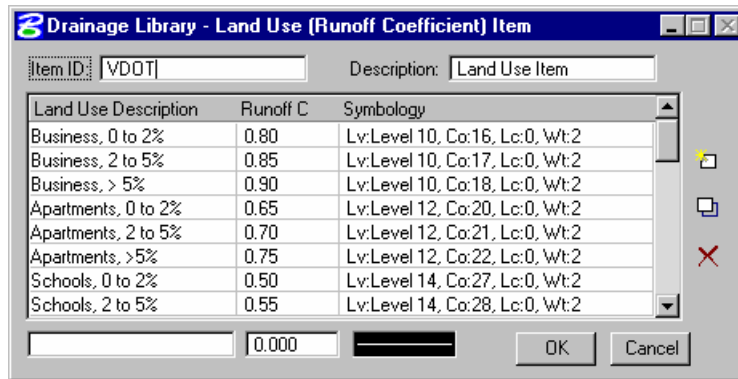 Drainage Library - Land Use (Runoff Coefficient) Item
Item ID: VDOT Description: Land Use Item
Land Use Description Runoff C Symbology
Business, 0 to 2% 0.80 Lv:Level 10, Co:16, Lc:0, Wt:2
Business, 2 to 5% 0.85 Lv:Level 10, Co:17, Lc:0, Wt:2
Business, > 5% 0.90 Lv:Level 10, Co:18, Lc:0, Wt:2
Apartments, 0 to 2% 0.65 Lv:Level 12, Co:20, Lc:0, Wt:2
Apartments, 2 to 5% 0.70 Lv:Level 12, Co:21, Lc:0, Wt:2
Apartments, >5% 0.75 Lv:Level 12, Co:22, Lc:0, Wt:2
Schools, 0 to 2% 0.50 Lv:Level 14, Co:27, Lc:0, Wt:2
Schools, 2 to 5% 0.55 Lv:Level 14, Co:28, Lc:0, Wt:2
0.000 OK Cancel